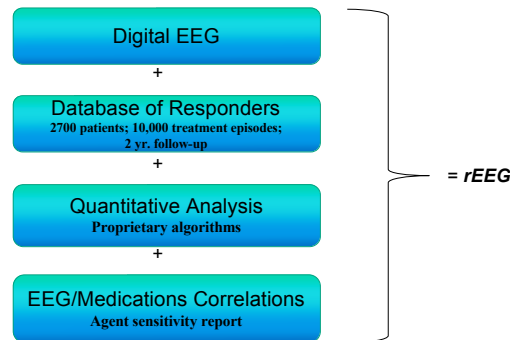 Digital EEG
+
Database of Responders
2700 patients; 10,000 treatment episodes;
2 yr. follow-up
+
Quantitative Analysis
Proprietary algorithms
+
EEG/Medications Correlations
Agent sensitivity report
= rEEG